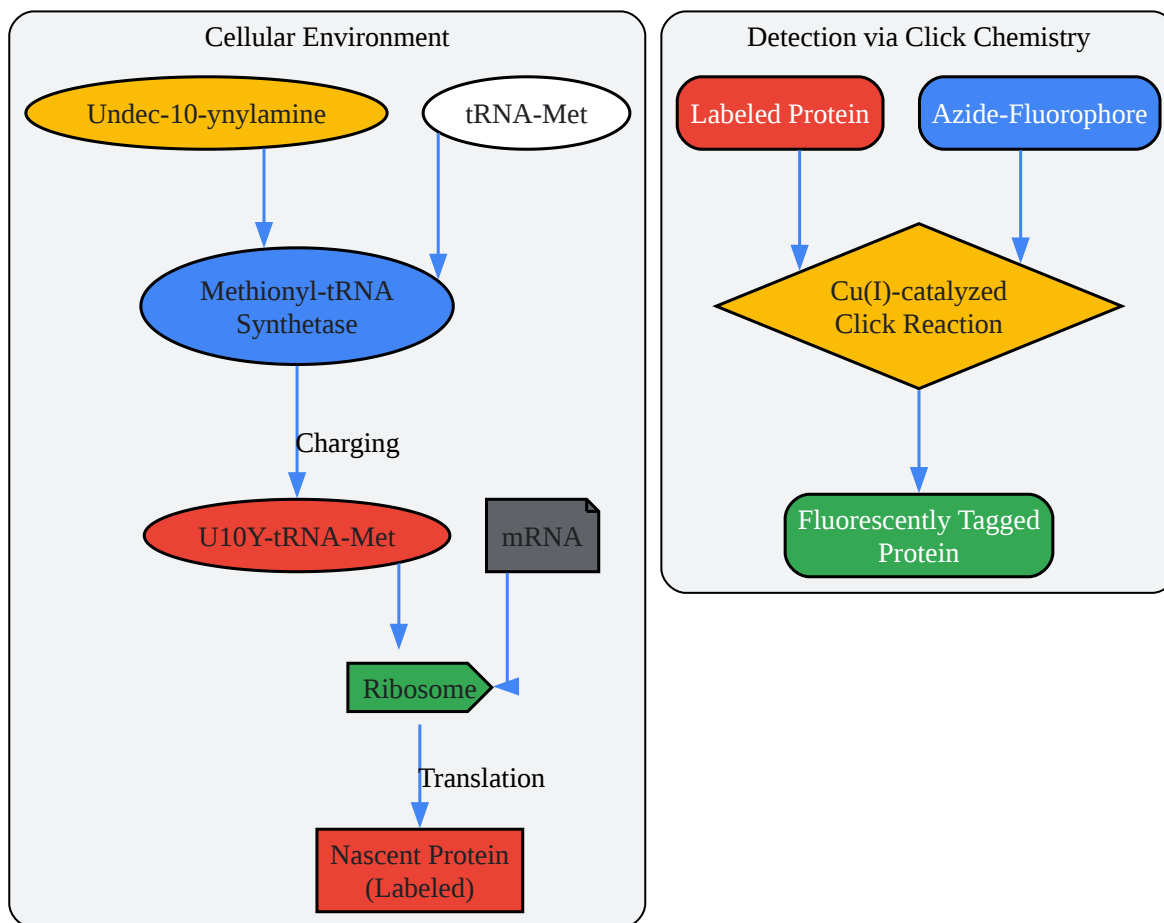 Cellular Environment
Undec-10-ynylamine
tRNA-Met
Methionyl-tRNA
Synthetase
Charging
U10Y-tRNA-Met
mRNA
Ribosome
Translation
Nascent Protein
(Labeled)
Detection via Click Chemistry
Labeled Protein
Azide-Fluorophore
Cu(I)-catalyzed
Click Reaction
Fluorescently Tagged
Protein